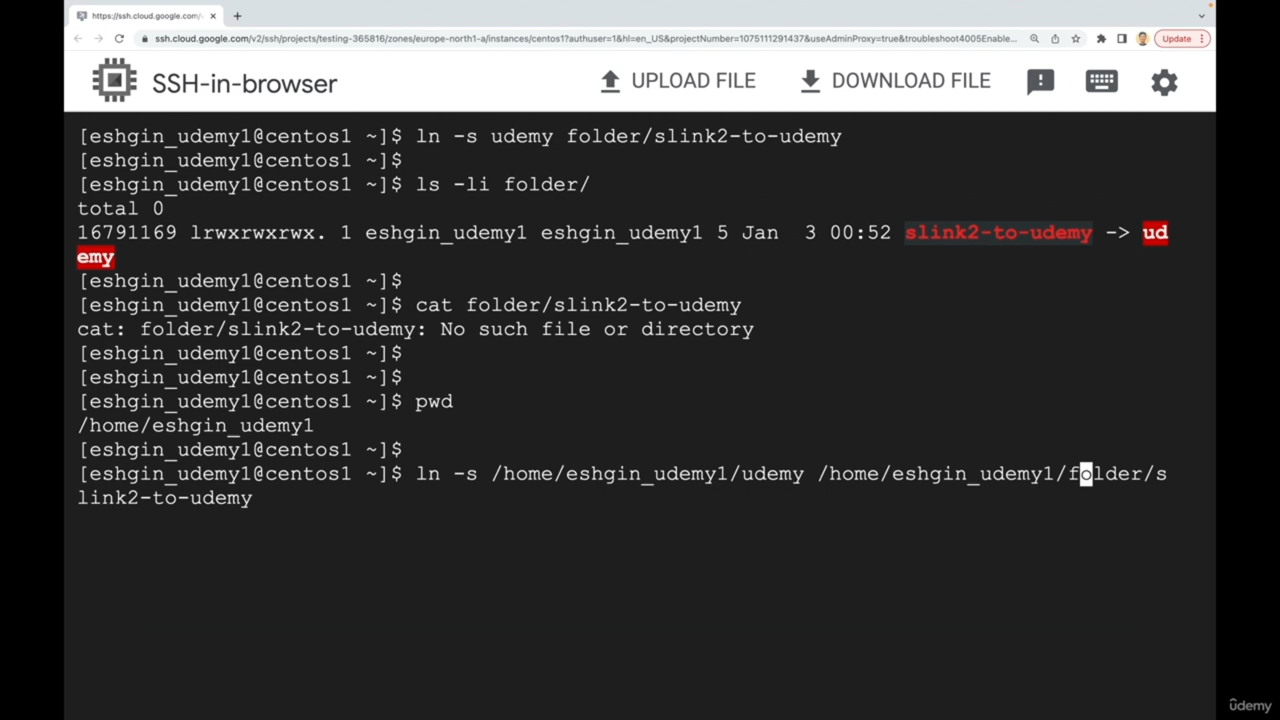 https://ssh.cloud.google.com/v
ssh.cloud.google.com/v2/ssh/projects/testing-365816/zones/europe-north1-a/instances/centos1?authuser=1&hl=en_US&projectNumber=1075111291437&useAdminProxy=true&troubleshoot4005Enable...
Update
SSH-in-browser
UPLOAD FILE
DOWNLOAD FILE
[eshgin_udemy1@centos1 ~]$ ln -s udemy folder/slink2-to-udemy
[eshgin_udemy1@centos1 ~]$
[eshgin_udemy1@centos1 ~]$ ls -li folder/
total 0
16791169 lrwxrwxrwx. 1 eshgin_udemy1 eshgin_udemy1 5 Jan  3 00:52 slink2-to-udemy -> ud
emy
[eshgin_udemy1@centos1 ~]$
[eshgin_udemy1@centos1 ~]$ cat folder/slink2-to-udemy
cat: folder/slink2-to-udemy: No such file or directory
[eshgin_udemy1@centos1 ~]$
[eshgin_udemy1@centos1 ~]$
[eshgin_udemy1@centos1 ~]$ pwd
/home/eshgin_udemy1
[eshgin_udemy1@centos1 ~]$
[eshgin_udemy1@centos1 ~]$ ln -s /home/eshgin_udemy1/udemy /home/eshgin_udemy1/folder/s
link2-to-udemy
ûdemy